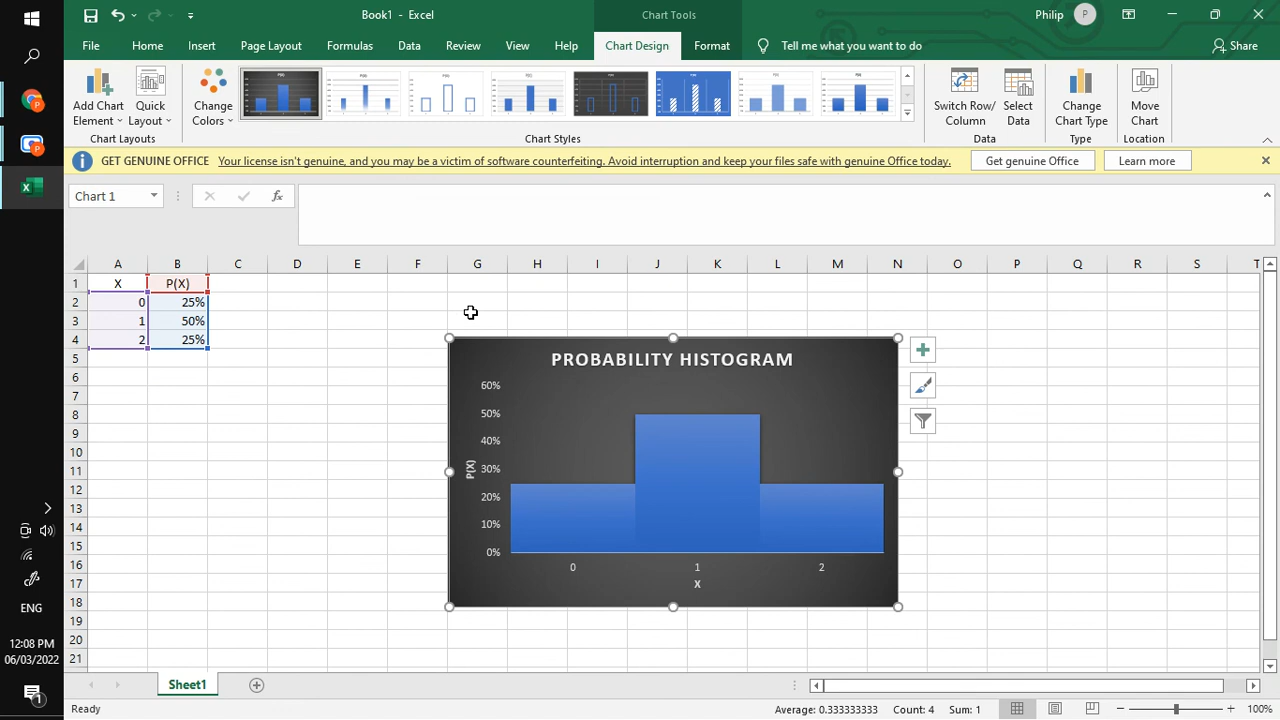 Book1 - Excel
Chart Tools
Philip P
File Home Insert Page Layout Formulas Data Review View Help Chart Design Format Tell me what you want to do Share
Add Chart Element
Quick Layout
Change Colors
Switch Row/ Column
Select Data
Change Chart Type
Move Chart
Chart Layouts
Chart Styles
Data
Type
Location
GET GENUINE OFFICE Your license isn't genuine, and you may be a victim of software counterfeiting. Avoid interruption and keep your files safe with genuine Office today. Get genuine Office Learn more
Chart 1
fx
A B C D E F G H I J K L M N O P Q R S T
1 X P(X)
2 0 25%
3 1 50%
4 2 25%
5
6
7
8
9
10
11
12
13
14
15
16
17
18
19
20
21
PROBABILITY HISTOGRAM
60%
50%
40%
30%
20%
10%
0%
P(X)
0 1 2
X
ENG
12:08 PM
06/03/2022
1
Sheet1
Ready
Average: 0.333333333 Count: 4 Sum: 1
100%